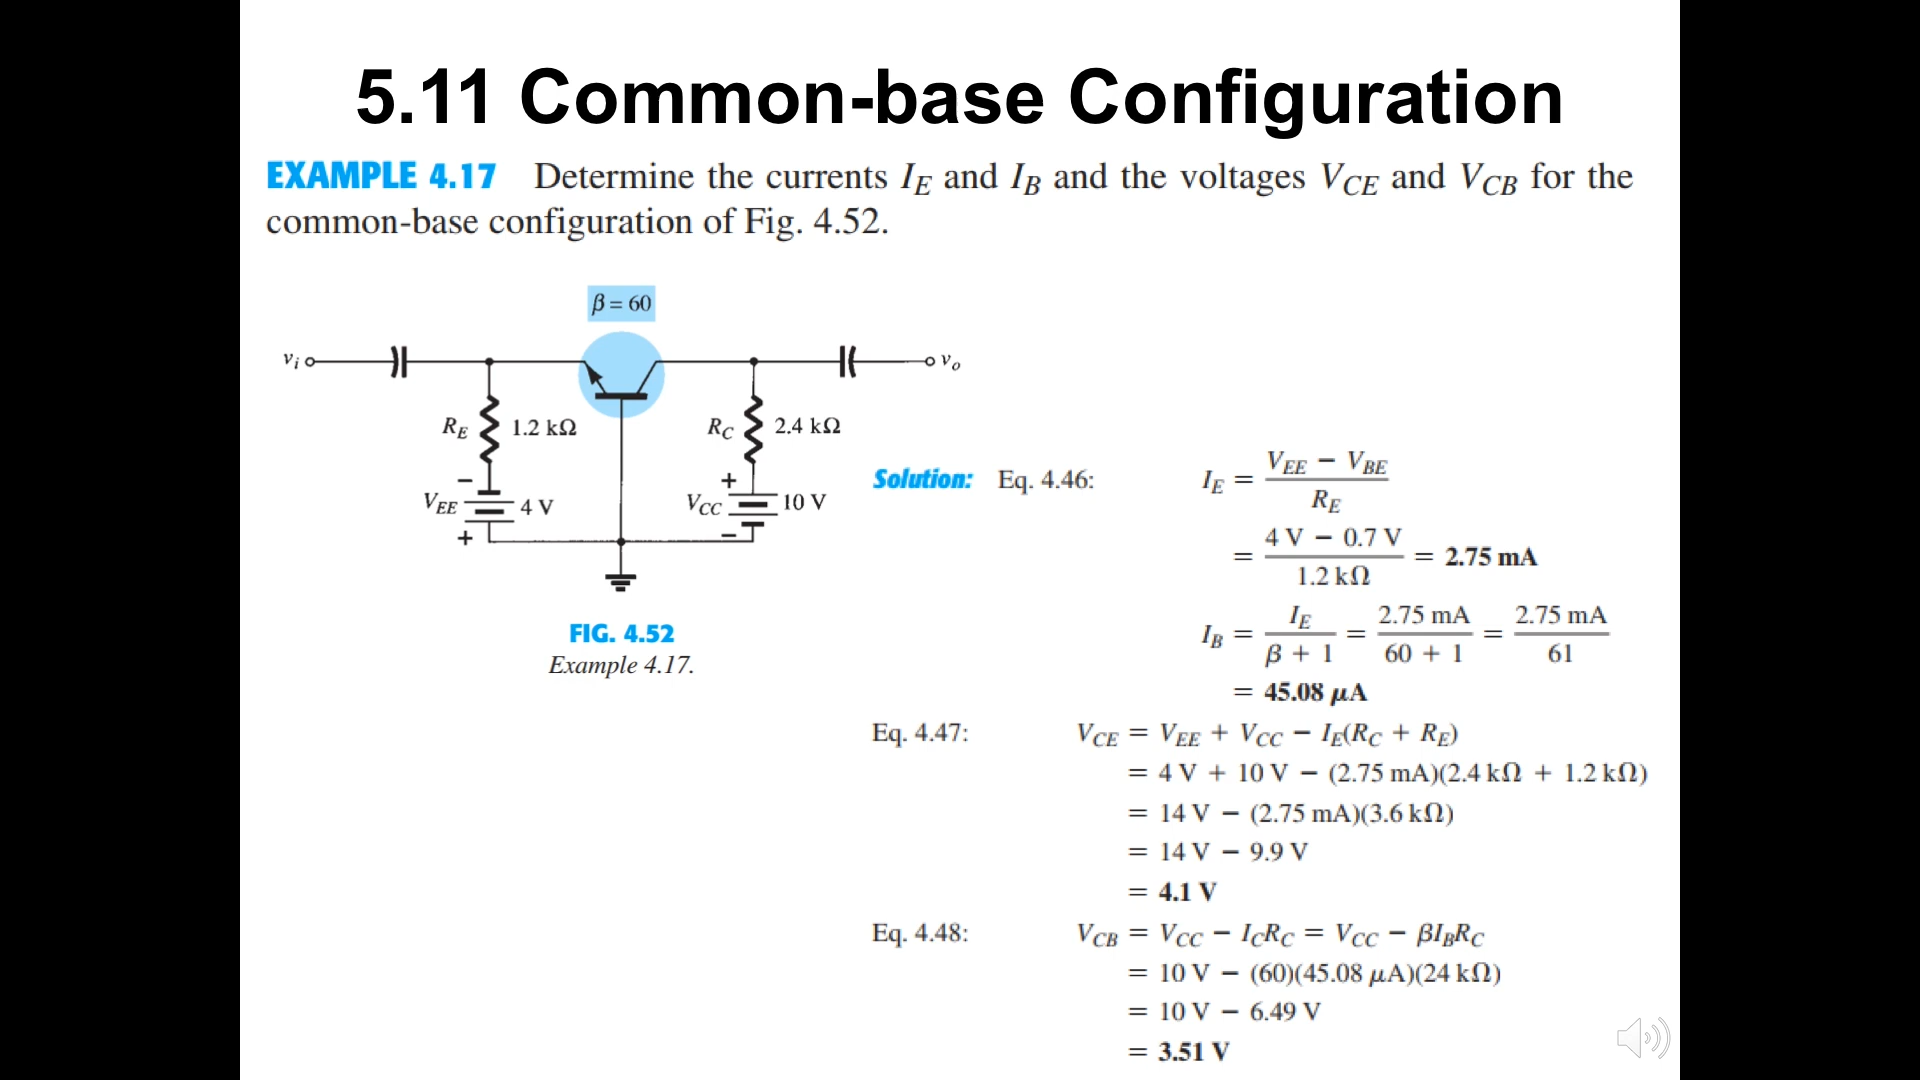 5.11 Common-base Configuration
EXAMPLE 4.17 Determine the currents I_E and I_B and the voltages V_CE and V_CB for the
common-base configuration of Fig. 4.52.
β = 60
v_i
v_o
R_E 1.2 kΩ
R_C 2.4 kΩ
−
V_EE 4 V
+
+
V_CC 10 V
−
FIG. 4.52
Example 4.17.
Solution: Eq. 4.46: I_E = (V_EE − V_BE) / R_E
= (4 V − 0.7 V) / 1.2 kΩ = 2.75 mA
I_B = I_E / (β + 1) = 2.75 mA / (60 + 1) = 2.75 mA / 61
= 45.08 μA
Eq. 4.47: V_CE = V_EE + V_CC − I_E(R_C + R_E)
= 4 V + 10 V − (2.75 mA)(2.4 kΩ + 1.2 kΩ)
= 14 V − (2.75 mA)(3.6 kΩ)
= 14 V − 9.9 V
= 4.1 V
Eq. 4.48: V_CB = V_CC − I_CR_C = V_CC − βI_BR_C
= 10 V − (60)(45.08 μA)(24 kΩ)
= 10 V − 6.49 V
= 3.51 V